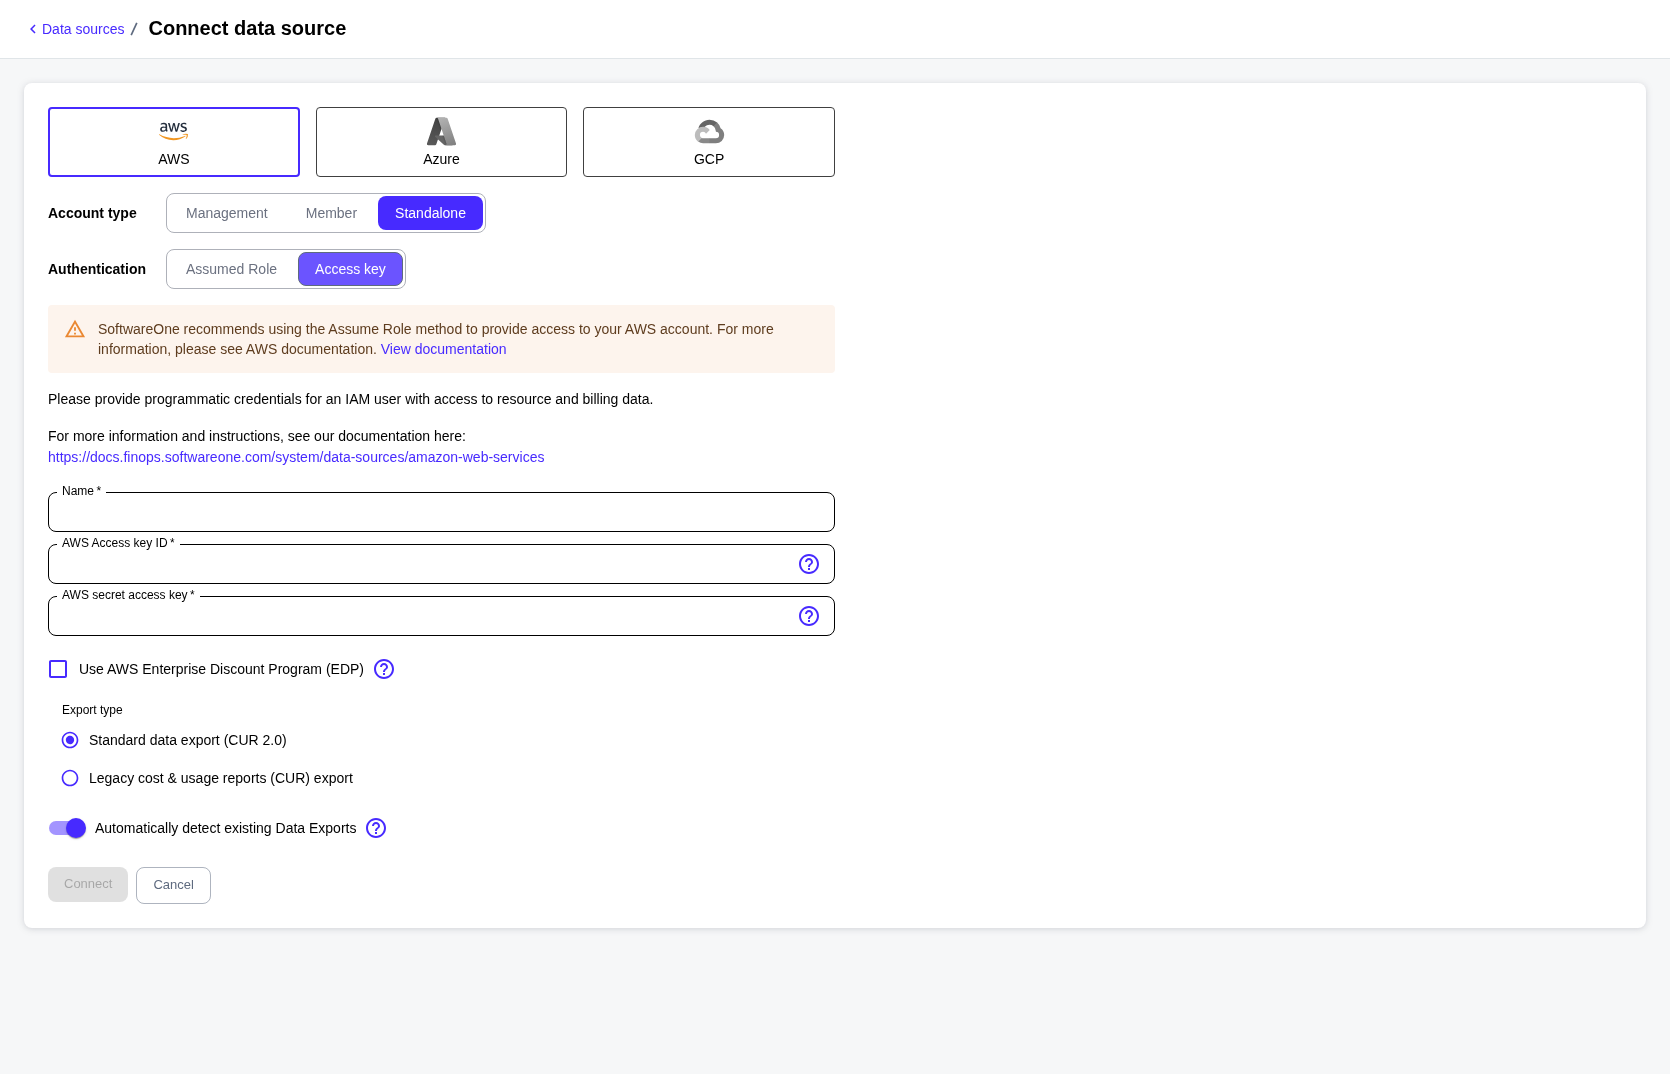 Data sources / Connect data source
aws
AWS
Azure
GCP
Account type
Management
Member
Standalone
Authentication
Assumed Role
Access key
SoftwareOne recommends using the Assume Role method to provide access to your AWS account. For more
information, please see AWS documentation. View documentation
Please provide programmatic credentials for an IAM user with access to resource and billing data.
For more information and instructions, see our documentation here:
https://docs.finops.softwareone.com/system/data-sources/amazon-web-services
Name *
AWS Access key ID *
AWS secret access key *
Use AWS Enterprise Discount Program (EDP)
Export type
Standard data export (CUR 2.0)
Legacy cost & usage reports (CUR) export
Automatically detect existing Data Exports
Connect
Cancel